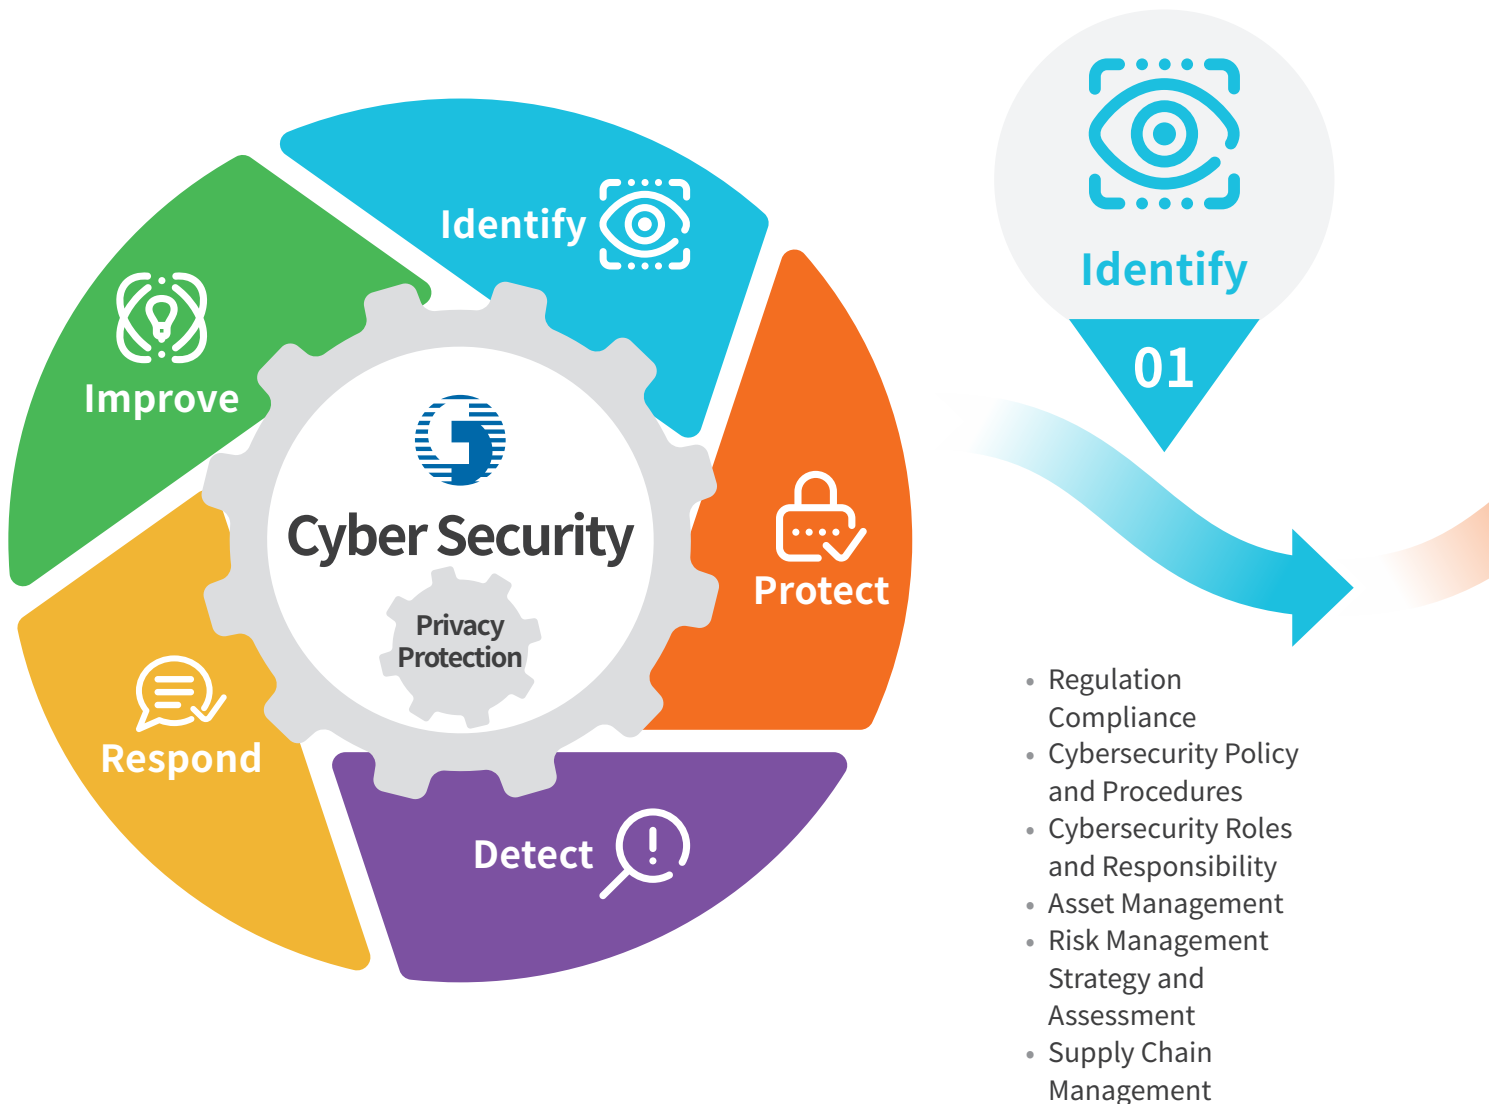 Identify
Improve
Protect
Respond
Detect
Cyber Security
Privacy
Protection
Identify
01
• Regulation
Compliance
• Cybersecurity Policy
and Procedures
• Cybersecurity Roles
and Responsibility
• Asset Management
• Risk Management
Strategy and
Assessment
• Supply Chain
Management